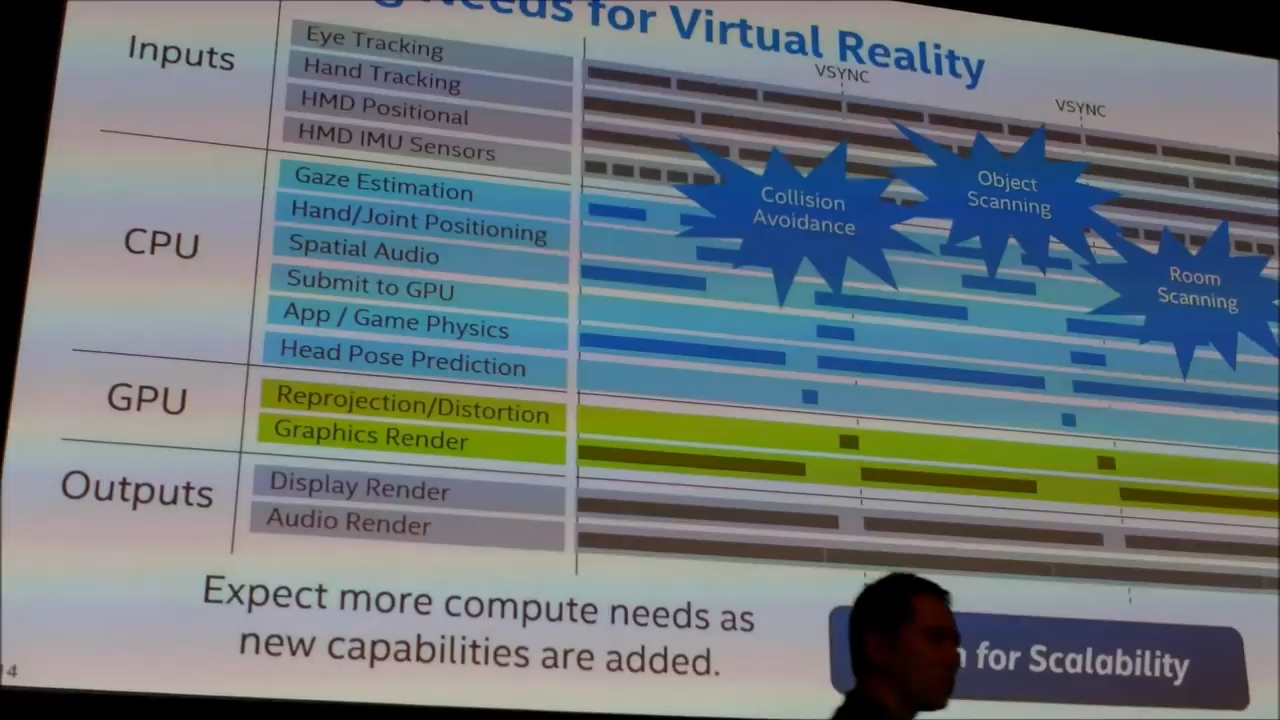 Needs for Virtual Reality
VSYNC
VSYNC
Inputs
Eye Tracking
Hand Tracking
HMD Positional
HMD IMU Sensors
CPU
Gaze Estimation
Hand/Joint Positioning
Spatial Audio
Submit to GPU
App / Game Physics
Head Pose Prediction
Collision
Avoidance
Object
Scanning
Room
Scanning
GPU
Reprojection/Distortion
Graphics Render
Outputs
Display Render
Audio Render
Expect more compute needs as
new capabilities are added.
for Scalability